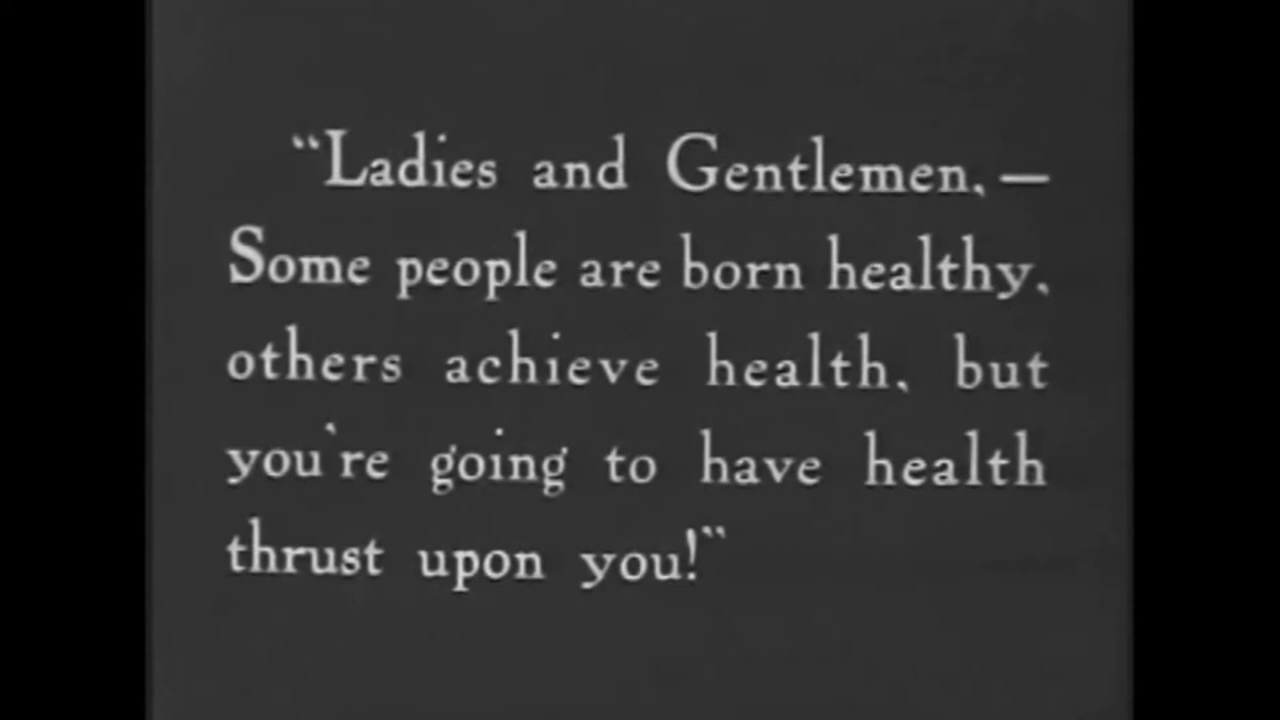 “Ladies and Gentlemen,—
Some people are born healthy,
others achieve health, but
you're going to have health
thrust upon you!”